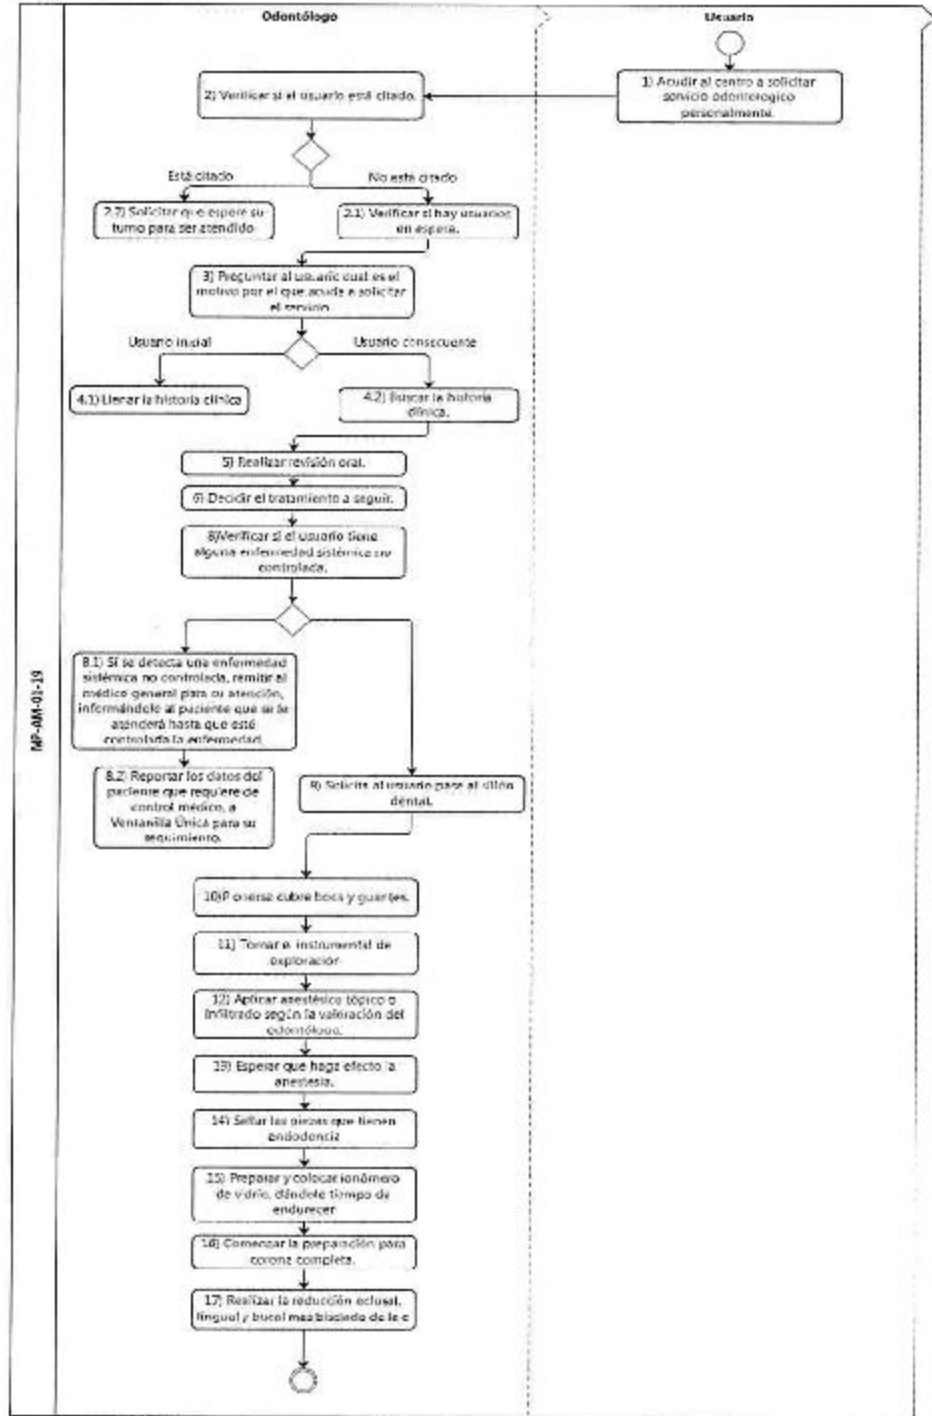 Odontólogo
Usuario
1) Acudir al centro a solicitar
servicio odontologico
personalmente.
2) Verificar si el usuario está citado.
Está citado
No está citado
2.2) Solicitar que espere su
turno para ser atendido
2.1) Verificar si hay usuarios
en espera.
3) Preguntar al usuario cual es el
motivo por el que acude a solicitar
el servicio
Usuario inicial
Usuario consecuente
4.1) Llenar la historia clínica
4.2) Buscar la historia
clínica.
5) Realizar revisión oral.
6) Decidir el tratamiento a seguir.
8)Verificar si el usuario tiene
alguna enfermedad sistémica no
controlada.
8.1) Si se detecta una enfermedad
sistémica no controlada, remitir al
médico general para su atención,
informándole al paciente que se le
atenderá hasta que esté
controlada la enfermedad.
8.2) Reportar los datos del
paciente que requiere de
control médico, a
Ventanilla Única para su
seguimiento.
9) Solicita al usuario pase al sillón
dental.
MP-AM-01-19
10)Ponerse cubre boca y guantes.
11) Tomar el instrumental de
exploración
12) Aplicar anestésico tópico o
infiltrado según la valoración del
odontólogo.
13) Esperar que haga efecto la
anestesia.
14) Sellar las piezas que tienen
endodoncia
15) Preparar y colocar ionómero
de vidrio, dándole tiempo de
endurecer
16) Comenzar la preparación para
corona completa.
17) Realizar la reducción oclusal,
lingual y bucal mas biselado de la c